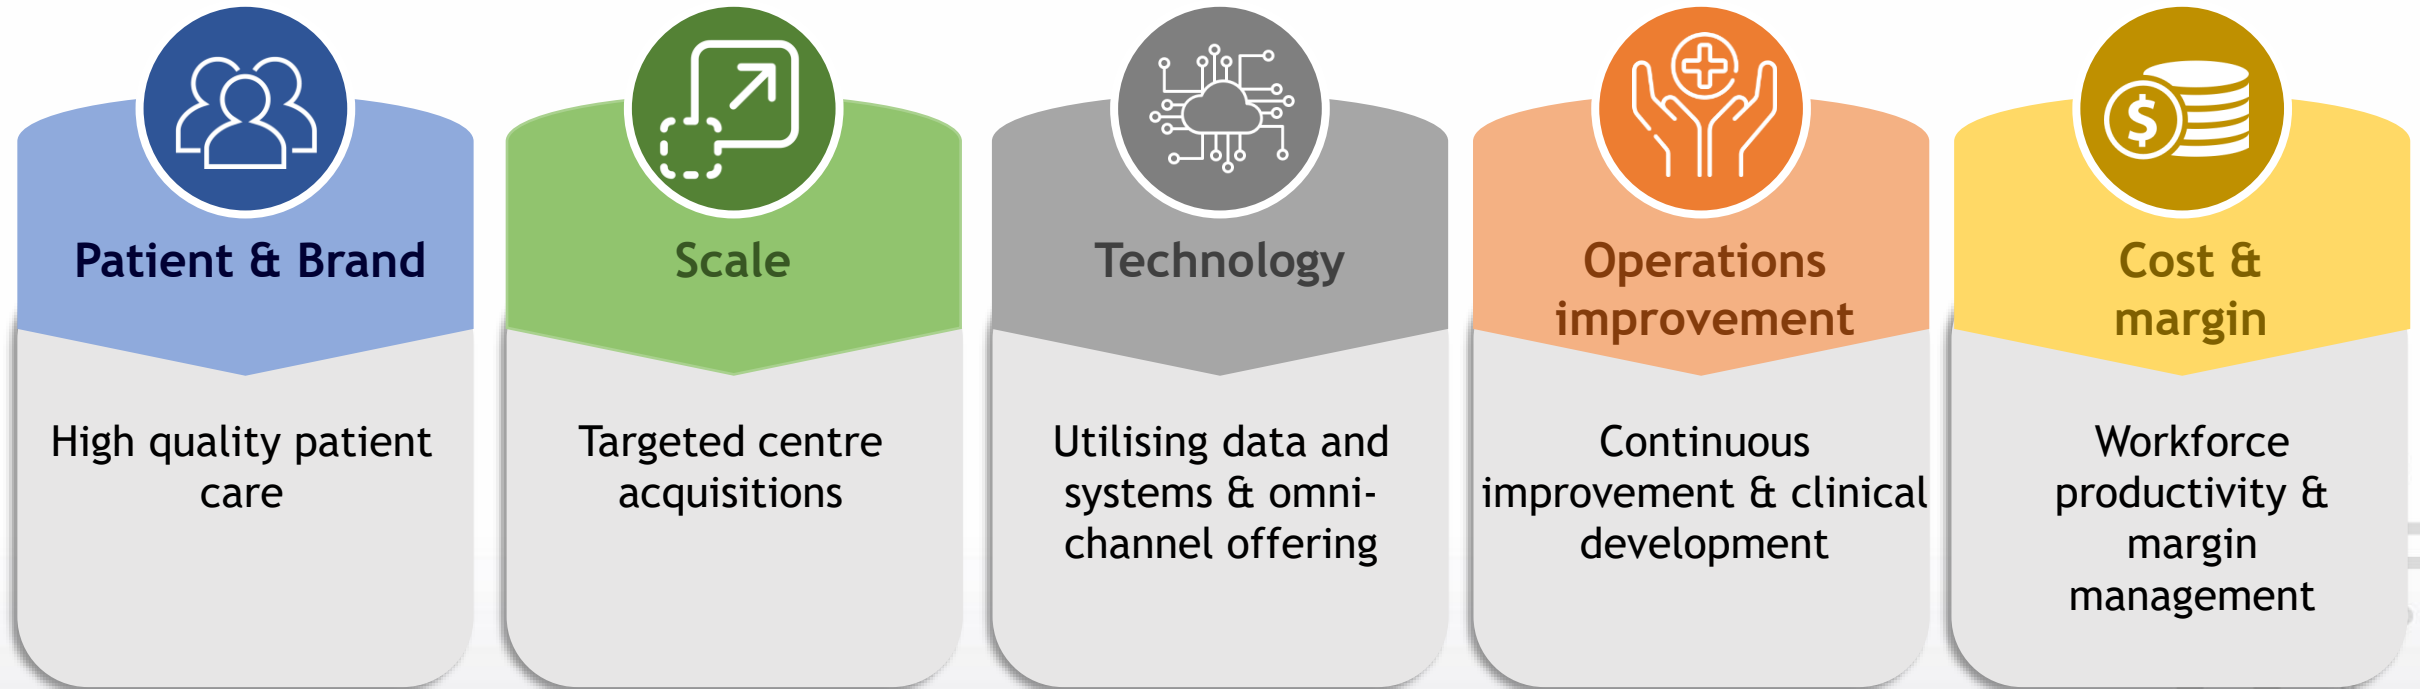 Patient & Brand
High quality patient
care
Scale
Targeted centre
acquisitions
Technology
Utilising data and
systems & omni-
channel offering
Operations
improvement
Continuous
improvement & clinical
development
$
Cost &
margin
Workforce
productivity &
margin
management